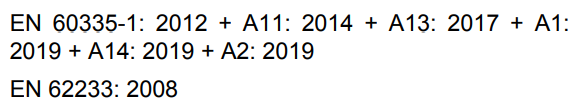 EN 60335-1: 2012 + A11: 2014 + A13: 2017 + A1:
2019 + A14: 2019 + A2: 2019
EN 62233: 2008